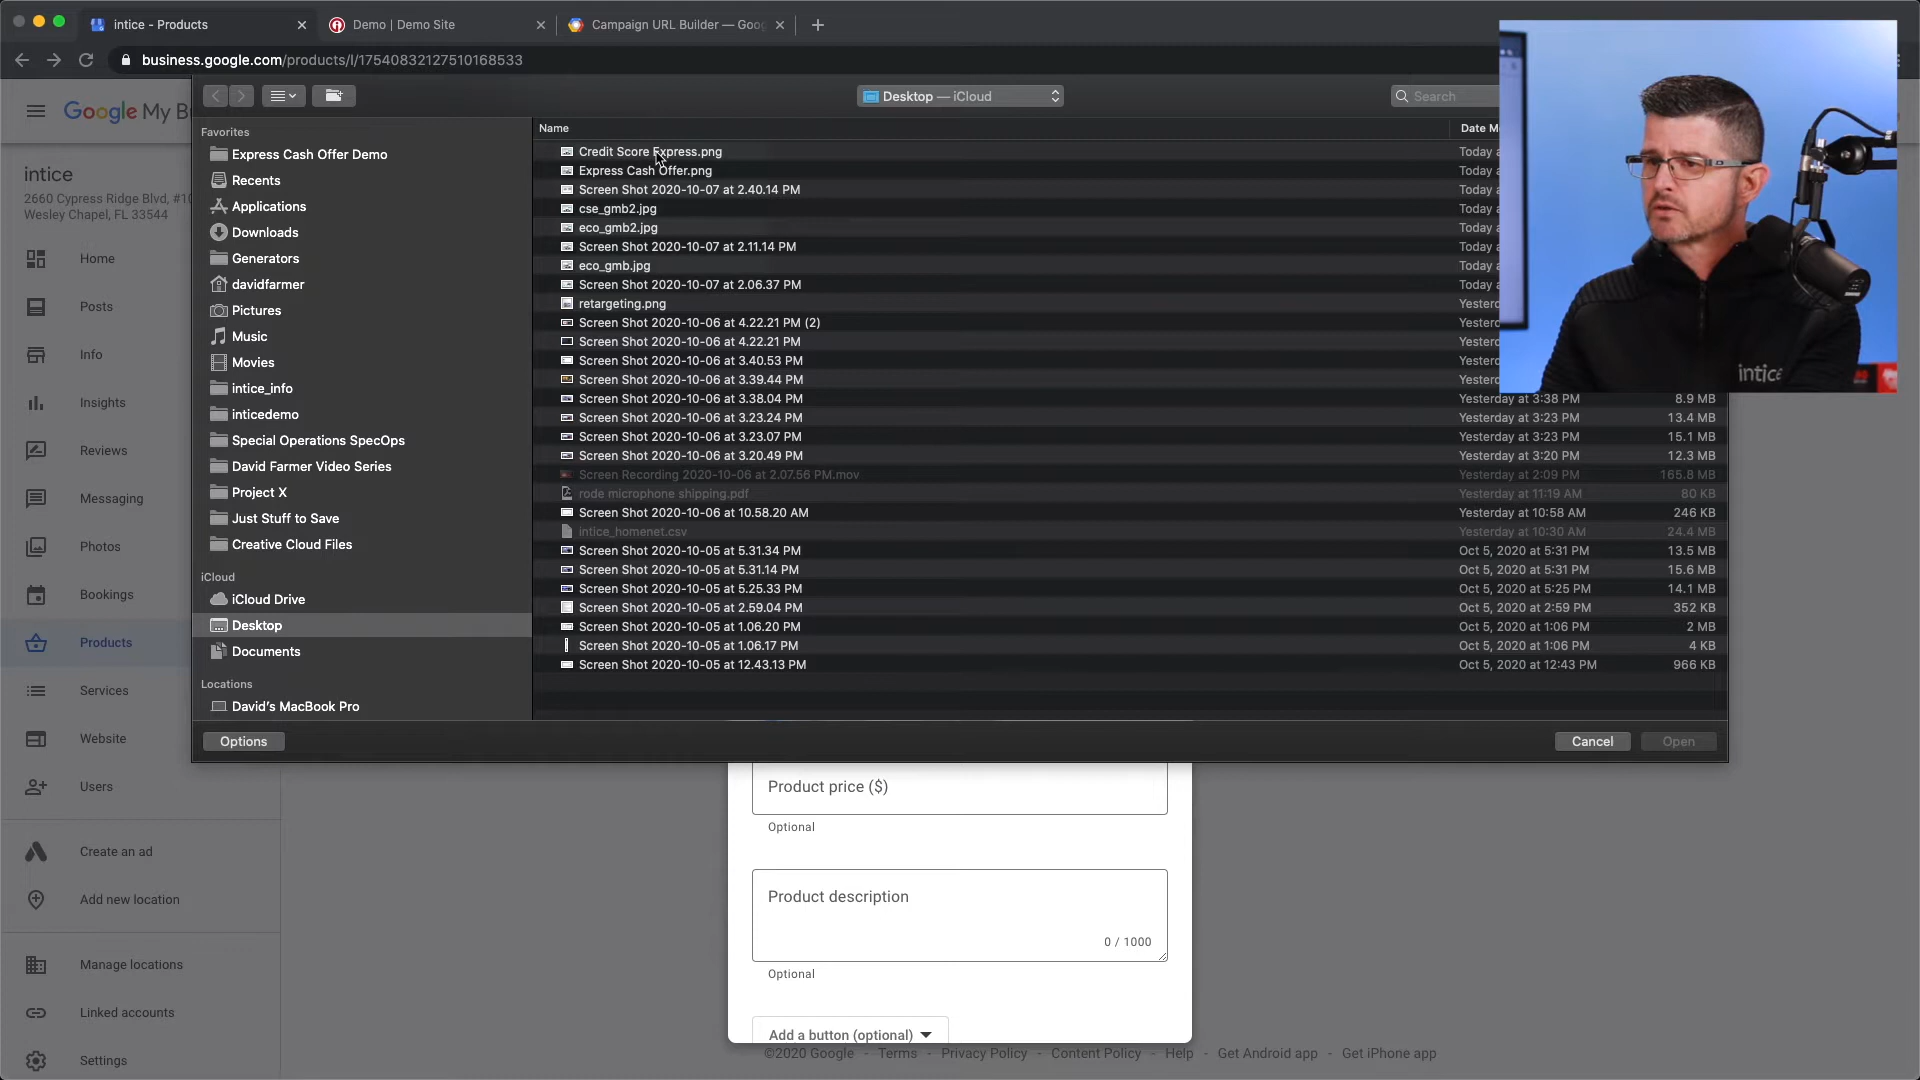 intice - Products
Demo | Demo Site
Campaign URL Builder — Goo
business.google.com/products/l/17540832127510168533
Google My B
Desktop — iCloud
Search
intice
2660 Cypress Ridge Blvd, #10
Wesley Chapel, FL 33544
Home
Posts
Info
Insights
Reviews
Messaging
Photos
Bookings
Products
Services
Website
Users
Create an ad
Add new location
Manage locations
Linked accounts
Settings
Favorites
Express Cash Offer Demo
Recents
Applications
Downloads
Generators
davidfarmer
Pictures
Music
Movies
intice_info
inticedemo
Special Operations SpecOps
David Farmer Video Series
Project X
Just Stuff to Save
Creative Cloud Files
iCloud
iCloud Drive
Desktop
Documents
Locations
David's MacBook Pro
Name Date M
Credit Score Express.png Today a
Express Cash Offer.png Today a
Screen Shot 2020-10-07 at 2.40.14 PM Today a
cse_gmb2.jpg Today a
eco_gmb2.jpg Today a
Screen Shot 2020-10-07 at 2.11.14 PM Today a
eco_gmb.jpg Today a
Screen Shot 2020-10-07 at 2.06.37 PM Today a
retargeting.png Yester
Screen Shot 2020-10-06 at 4.22.21 PM (2) Yester
Screen Shot 2020-10-06 at 4.22.21 PM Yester
Screen Shot 2020-10-06 at 3.40.53 PM Yester
Screen Shot 2020-10-06 at 3.39.44 PM Yester
Screen Shot 2020-10-06 at 3.38.04 PM Yesterday at 3:38 PM 8.9 MB
Screen Shot 2020-10-06 at 3.23.24 PM Yesterday at 3:23 PM 13.4 MB
Screen Shot 2020-10-06 at 3.23.07 PM Yesterday at 3:23 PM 15.1 MB
Screen Shot 2020-10-06 at 3.20.49 PM Yesterday at 3:20 PM 12.3 MB
Screen Recording 2020-10-06 at 2.07.56 PM.mov Yesterday at 2:09 PM 165.8 MB
rode microphone shipping.pdf Yesterday at 11:19 AM 80 KB
Screen Shot 2020-10-06 at 10.58.20 AM Yesterday at 10:58 AM 246 KB
intice_homenet.csv Yesterday at 10:30 AM 24.4 MB
Screen Shot 2020-10-05 at 5.31.34 PM Oct 5, 2020 at 5:31 PM 13.5 MB
Screen Shot 2020-10-05 at 5.31.14 PM Oct 5, 2020 at 5:31 PM 15.6 MB
Screen Shot 2020-10-05 at 5.25.33 PM Oct 5, 2020 at 5:25 PM 14.1 MB
Screen Shot 2020-10-05 at 2.59.04 PM Oct 5, 2020 at 2:59 PM 352 KB
Screen Shot 2020-10-05 at 1.06.20 PM Oct 5, 2020 at 1:06 PM 2 MB
Screen Shot 2020-10-05 at 1.06.17 PM Oct 5, 2020 at 1:06 PM 4 KB
Screen Shot 2020-10-05 at 12.43.13 PM Oct 5, 2020 at 12:43 PM 966 KB
Options
Cancel
Open
Product price ($)
Optional
Product description
0 / 1000
Optional
Add a button (optional)
©2020 Google - Terms - Privacy Policy - Content Policy - Help - Get Android app - Get iPhone app
intice